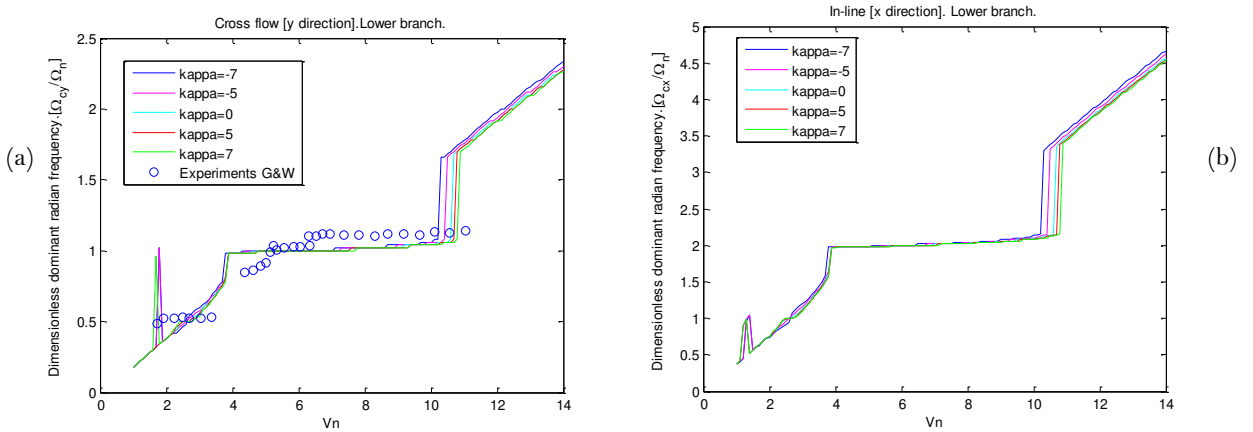 Cross flow [y direction].Lower branch.
(a)
Dimensionless dominant radian frequency.[Ωcy/Ωn]
2.5
2
1.5
1
0.5
0
kappa=-7
kappa=-5
kappa=0
kappa=5
kappa=7
Experiments G&W
0 2 4 6 8 10 12 14
Vn
In-line [x direction]. Lower branch.
Dimensionless dominant radian frequency.[Ωcx/Ωn]
5
4.5
4
3.5
3
2.5
2
1.5
1
0.5
0
kappa=-7
kappa=-5
kappa=0
kappa=5
kappa=7
0 2 4 6 8 10 12 14
Vn
(b)